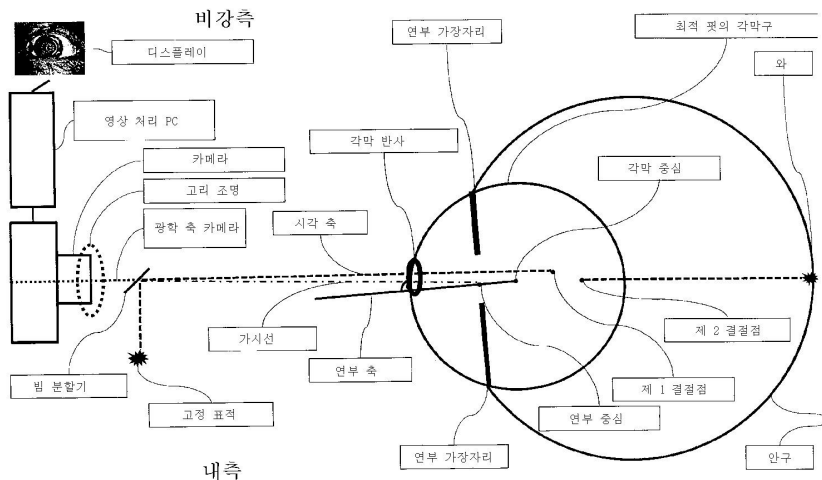 비강측
디스플레이
영상 처리 PC
카메라
고리 조명
광학 축 카메라
빔 분할기
고정 표적
가시선
연부 축
시각 축
각막 반사
연부 가장자리
최적 핏의 각막구
와
각막 중심
제 2 결절점
제 1 결절점
연부 중심
연부 가장자리
안구
내측